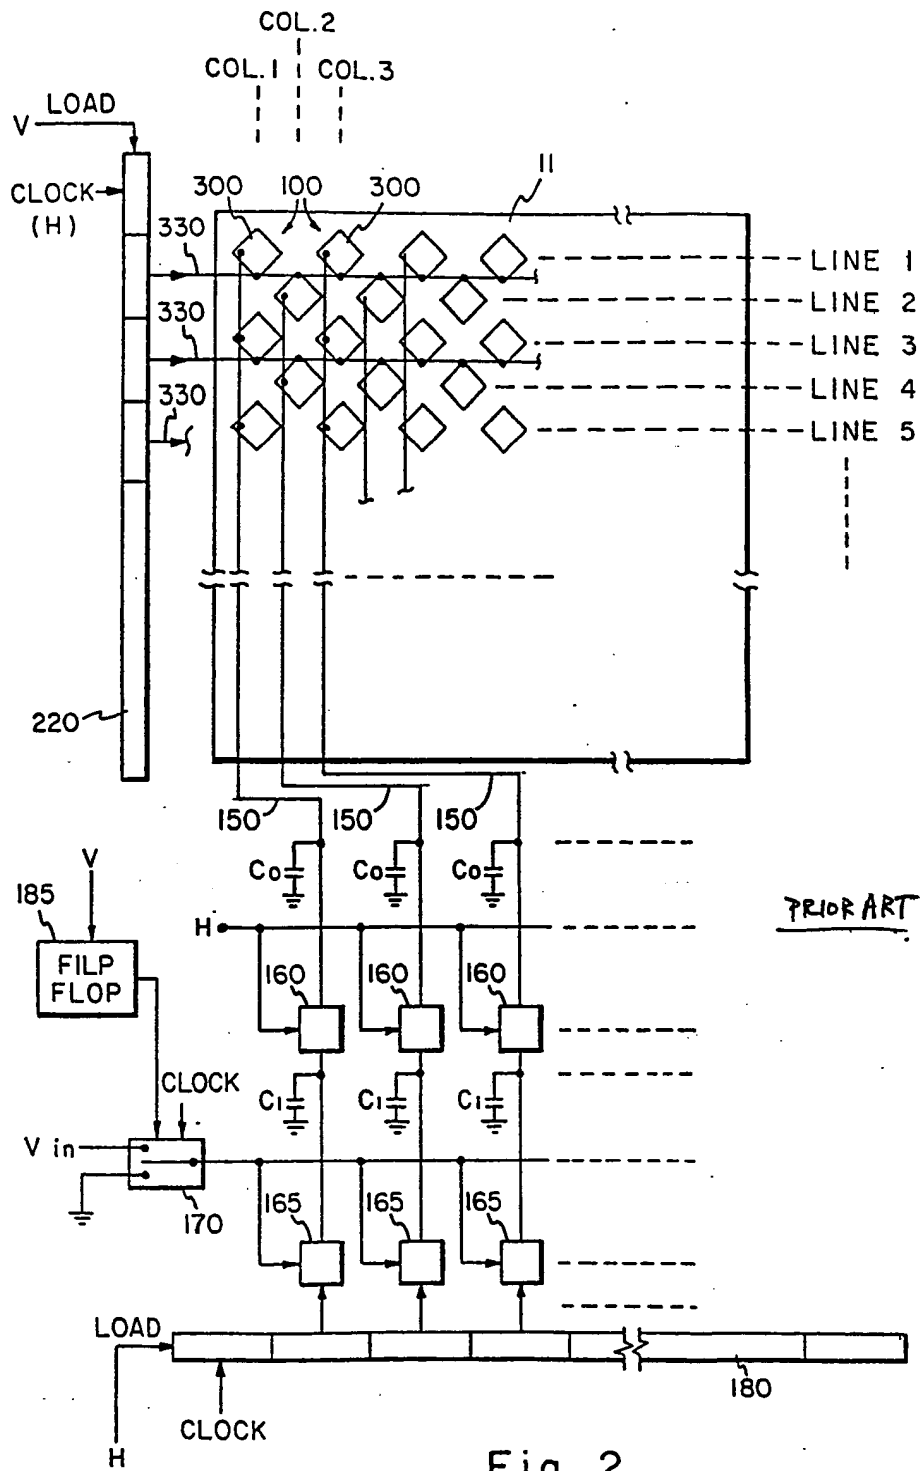 COL.2
COL.1 COL.3
LOAD
V
CLOCK
(H)
300 100 300 11
330
LINE 1
LINE 2
330
LINE 3
LINE 4
330
LINE 5
220
150 150 150
Co Co Co
V
185
H
PRIOR ART
FILP
FLOP
160 160 160
CLOCK
C1 C1 C1
V in
170
165 165 165
LOAD
180
CLOCK
H
Fig. 2